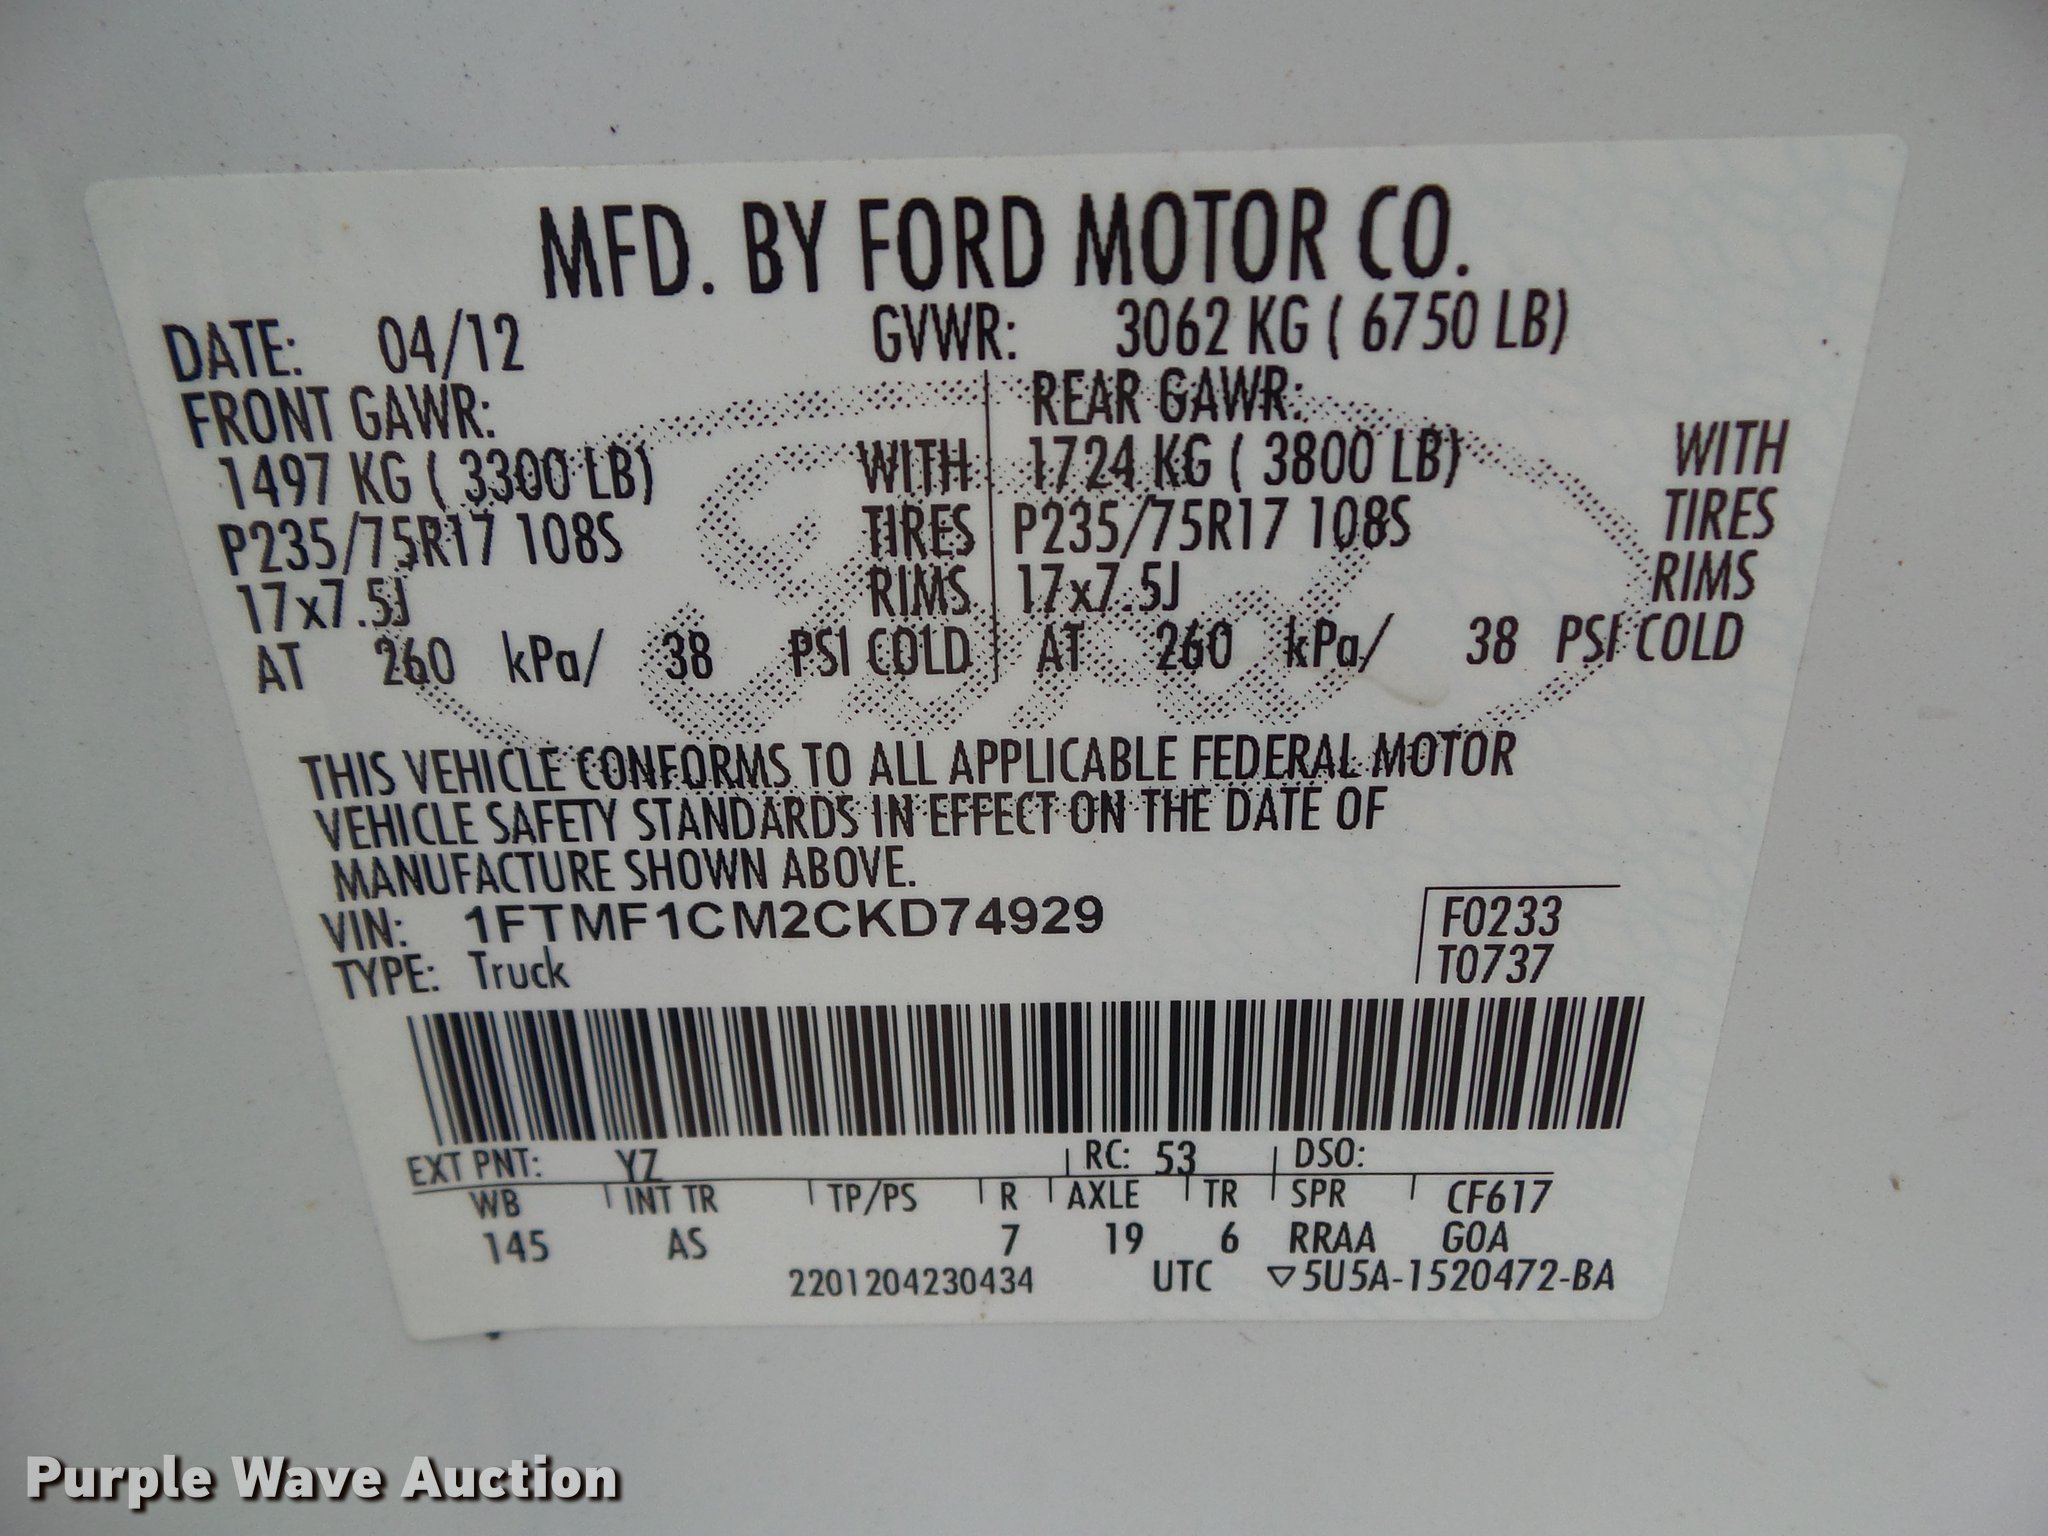 MFD. BY FORD MOTOR CO.
DATE: 04/12 GVWR: 3062 KG ( 6750 LB)
FRONT GAWR: REAR GAWR:
1497 KG ( 3300 LB) WITH 1724 KG ( 3800 LB) WITH
P235/75R17 108S TIRES P235/75R17 108S TIRES
17x7.5J RIMS 17x7.5J RIMS
AT 260 kPa/ 38 PSI COLD AT 260 kPa/ 38 PSI COLD
THIS VEHICLE CONFORMS TO ALL APPLICABLE FEDERAL MOTOR
VEHICLE SAFETY STANDARDS IN EFFECT ON THE DATE OF
MANUFACTURE SHOWN ABOVE.
VIN: 1FTMF1CM2CKD74929 F0233
TYPE: Truck T0737
EXT PNT: YZ RC: 53 DSO:
WB INT TR TP/PS R AXLE TR SPR CF617
145 AS 7 19 6 RRAA GOA
2201204230434 UTC ▽5U5A-1520472-BA
Purple Wave Auction